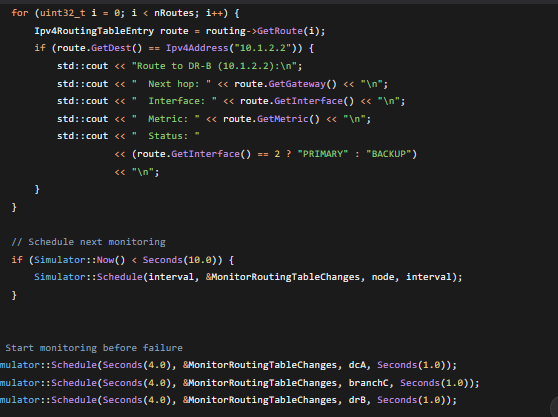 for (uint32_t i = 0; i < nRoutes; i++) {
Ipv4RoutingTableEntry route = routing->GetRoute(i);
if (route.GetDest() == Ipv4Address("10.1.2.2")) {
std::cout << "Route to DR-B (10.1.2.2):\n";
std::cout << "  Next hop: " << route.GetGateway() << "\n";
std::cout << "  Interface: " << route.GetInterface() << "\n";
std::cout << "  Metric: " << route.GetMetric() << "\n";
std::cout << "  Status: "
<< (route.GetInterface() == 2 ? "PRIMARY" : "BACKUP")
<< "\n";
}
}
// Schedule next monitoring
if (Simulator::Now() < Seconds(10.0)) {
Simulator::Schedule(interval, &MonitorRoutingTableChanges, node, interval);
}
Start monitoring before failure
mulator::Schedule(Seconds(4.0), &MonitorRoutingTableChanges, dcA, Seconds(1.0));
mulator::Schedule(Seconds(4.0), &MonitorRoutingTableChanges, branchC, Seconds(1.0));
mulator::Schedule(Seconds(4.0), &MonitorRoutingTableChanges, drB, Seconds(1.0));